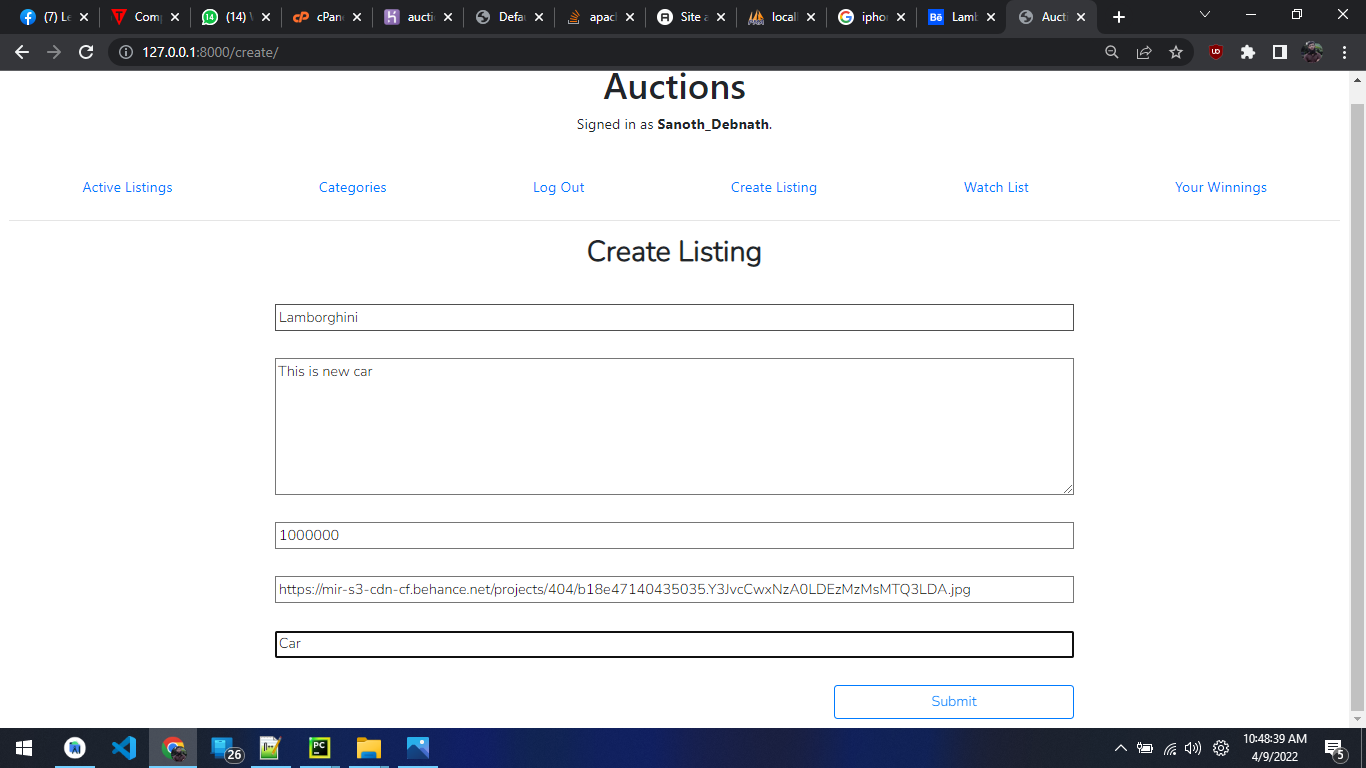 (7) Le
Comp
(14) W
cPan
aucti
Defa
apac
Site a
local
ipho
Lamb
Aucti
127.0.0.1:8000/create/
Auctions
Signed in as Sanoth_Debnath.
Active Listings
Categories
Log Out
Create Listing
Watch List
Your Winnings
Create Listing
Lamborghini
This is new car
1000000
https://mir-s3-cdn-cf.behance.net/projects/404/b18e47140435035.Y3JvcCwxNzA0LDEzMzMsMTQ3LDA.jpg
Car
Submit
26
10:48:39 AM
4/9/2022
5